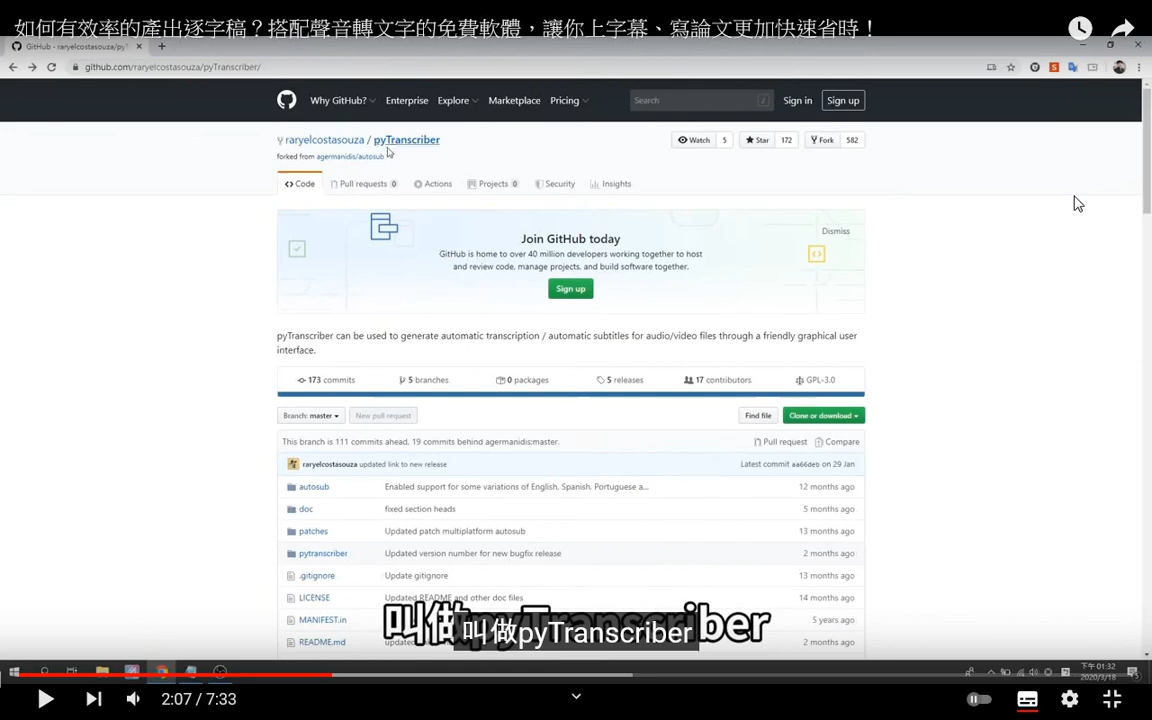 如何有效率的產出逐字稿？搭配聲音轉文字的免費軟體，讓你上字幕、寫論文更加快速省時！
GitHub - raryelcostasouza/pyT
github.com/raryelcostasouza/pyTranscriber/
Why GitHub? Enterprise Explore Marketplace Pricing Search / Sign in Sign up
raryelcostasouza / pyTranscriber
Watch 5 Star 172 Fork 582
forked from agermanidis/autosub
Code Pull requests 0 Actions Projects 0 Security Insights
Join GitHub today
Dismiss
GitHub is home to over 40 million developers working together to host
and review code, manage projects, and build software together.
Sign up
pyTranscriber can be used to generate automatic transcription / automatic subtitles for audio/video files through a friendly graphical user
interface.
173 commits 5 branches 0 packages 5 releases 17 contributors GPL-3.0
Branch: master New pull request Find file Clone or download
This branch is 111 commits ahead, 19 commits behind agermanidis:master. Pull request Compare
raryelcostasouza updated link to new release Latest commit aa66deb on 29 Jan
autosub Enabled support for some variations of English, Spanish, Portuguese a... 12 months ago
doc fixed section heads 5 months ago
patches Updated patch multiplatform autosub 13 months ago
pytranscriber Updated version number for new bugfix release 2 months ago
.gitignore Update gitignore 13 months ago
LICENSE Updated README and other doc files 14 months ago
MANIFEST.in 5 years ago
README.md 2 months ago
叫做pyTranscriber
叫做pyTranscriber
下午 01:32
2020/3/18
2:07 / 7:33